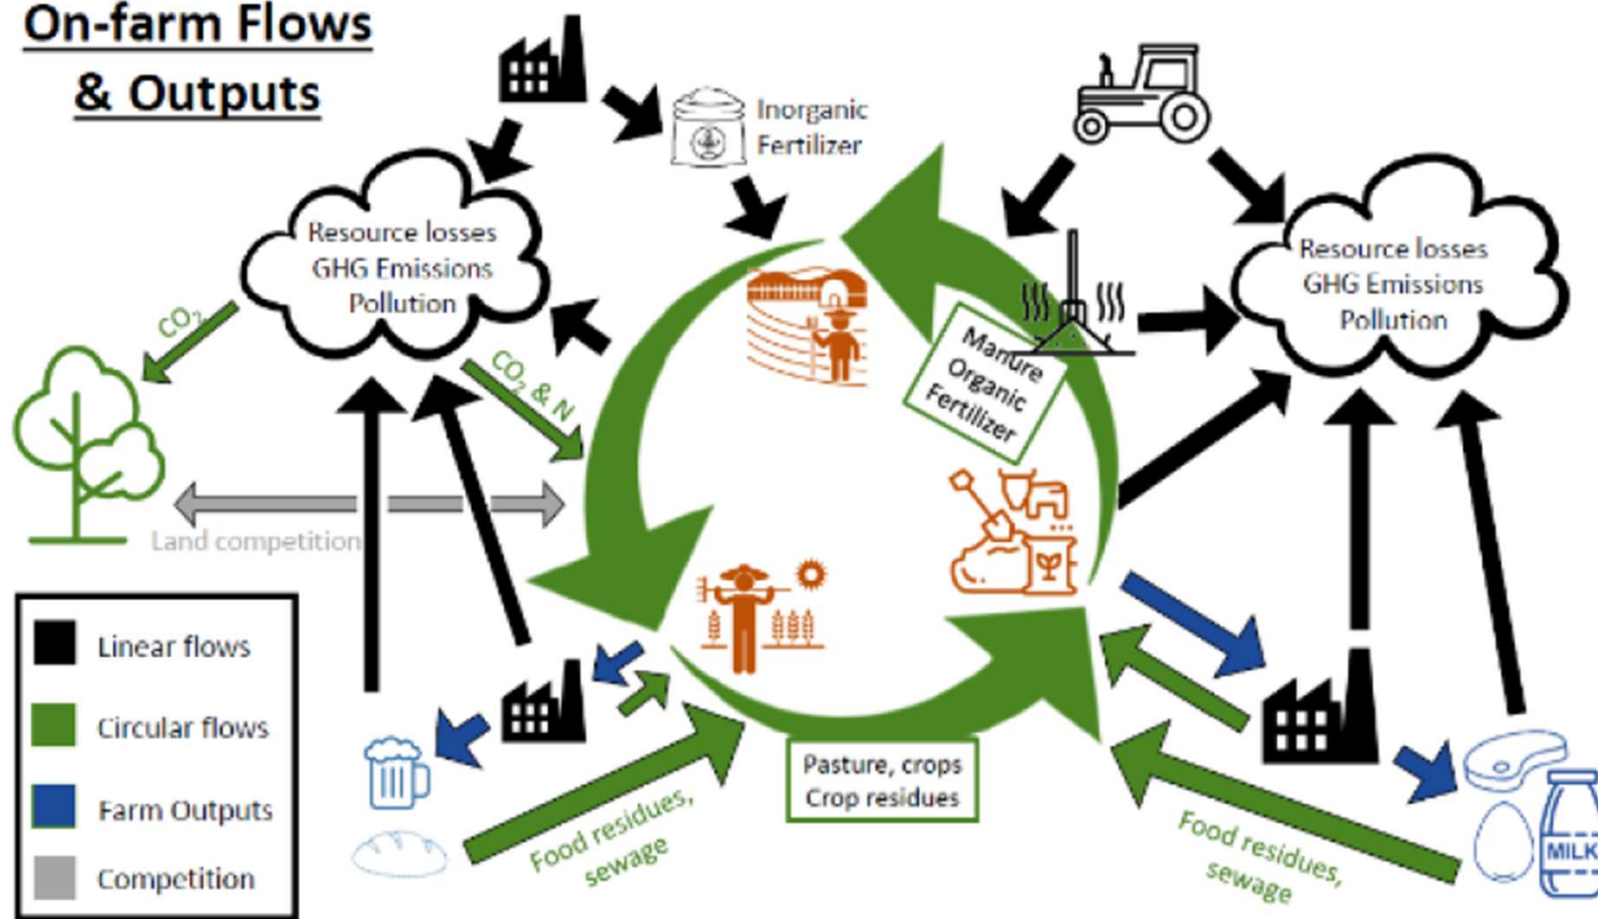 On-farm Flows
& Outputs
Inorganic
Fertilizer
Resource losses
GHG Emissions
Pollution
Resource losses
GHG Emissions
Pollution
CO₂
CO₂ & N
Manure
Organic
Fertilizer
Land competition
Linear flows
Circular flows
Farm Outputs
Competition
Pasture, crops
Crop residues
Food residues,
sewage
Food residues,
sewage
MILK